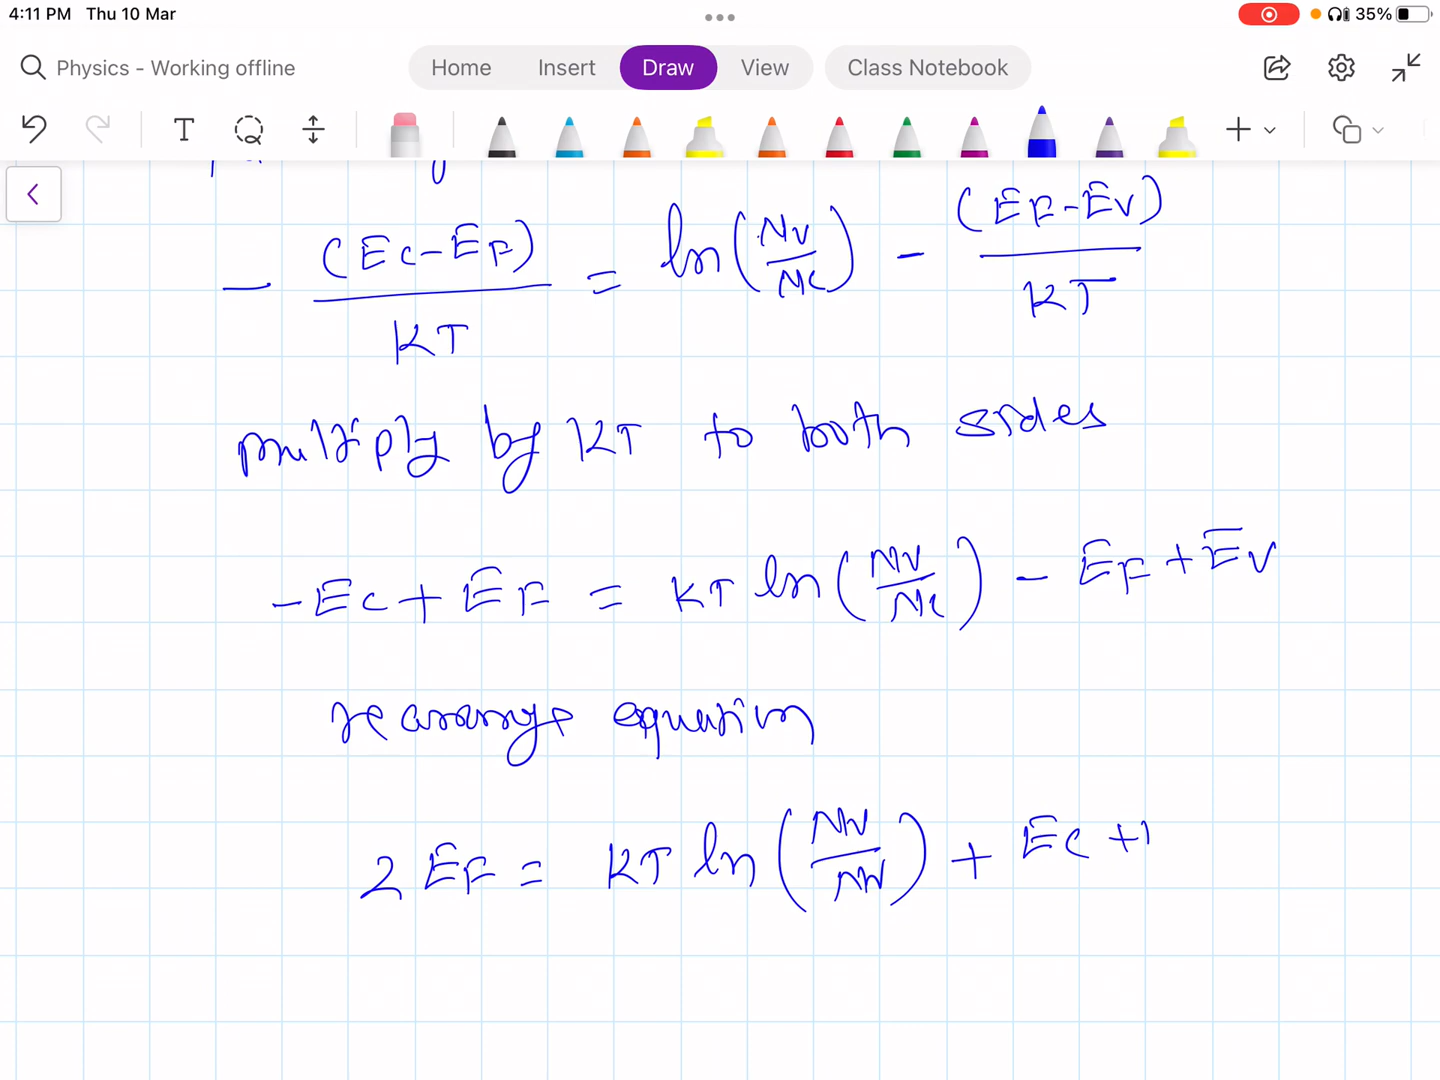 4:11 PM Thu 10 Mar 35%
Physics - Working offline Home Insert Draw View Class Notebook
T
- (EC-EF)/KT = ln(NV/NC) - (EF-EV)/KT
multiply by KT to both sides
-EC+EF = KT ln(NV/NC) - EF+EV
rearrange equation
2EF = KT ln(NV/NV) + EC +